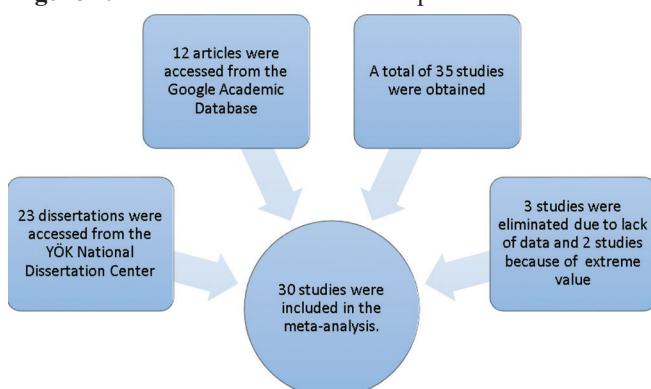 12 articles were
accessed from the
Google Academic
Database
A total of 35 studies
were obtained
23 dissertations were
accessed from the
YÖK National
Dissertation Center
3 studies were
eliminated due to lack
of data and 2 studies
because of extreme
value
30 studies were
included in the
meta-analysis.